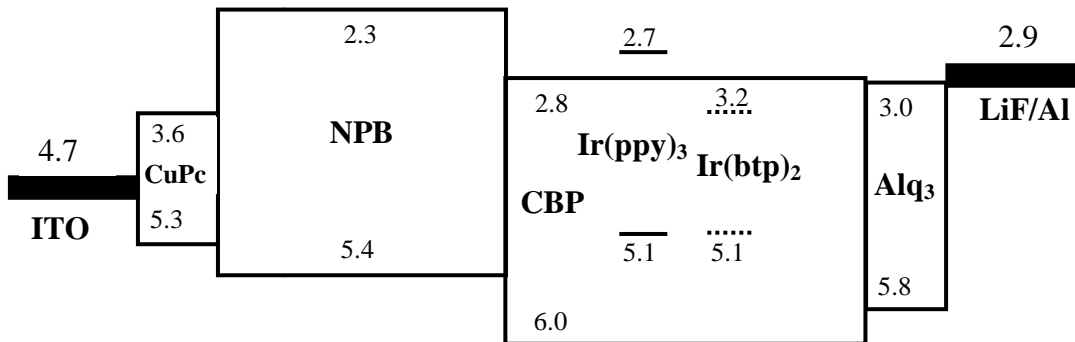 4.7
ITO
3.6
CuPc
5.3
2.3
NPB
5.4
2.8
CBP
6.0
2.7
Ir(ppy)₃
5.1
3.2
Ir(btp)₂
5.1
3.0
Alq₃
5.8
2.9
LiF/Al